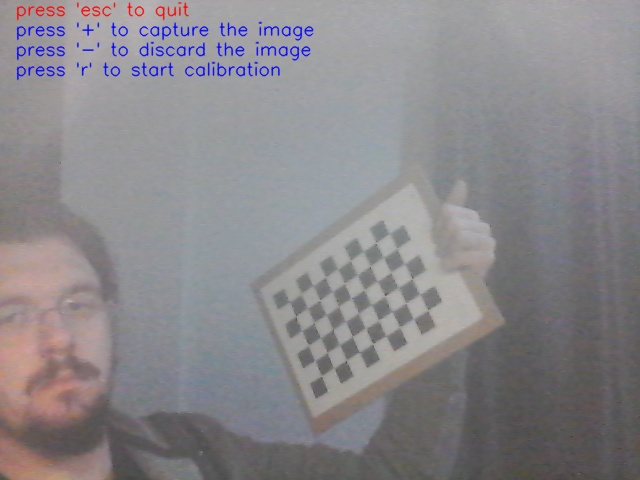 press 'esc' to quit
press '+' to capture the image
press '-' to discard the image
press 'r' to start calibration